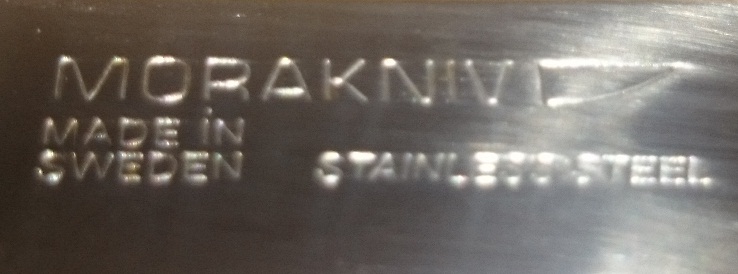 MORAKNIV
MADE iN
SWEDEN STAINLESS STEEL